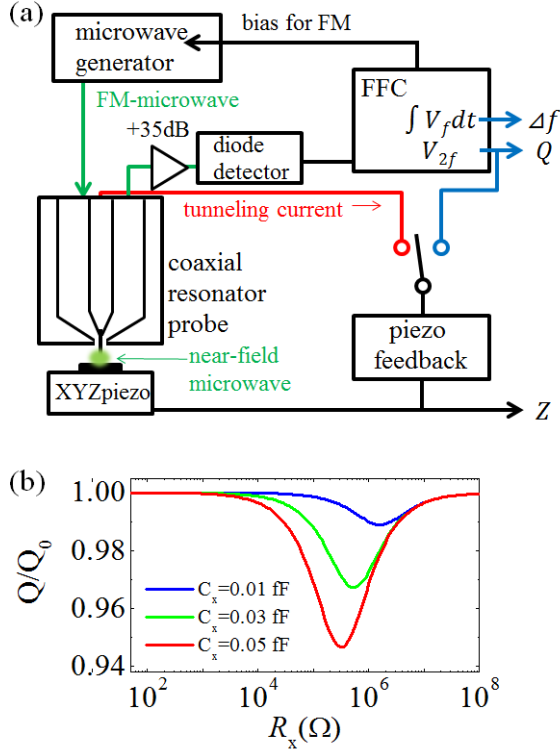 (a)
microwave
generator
bias for FM
FM-microwave
+35dB
diode
detector
FFC
∫ V_f dt
Δf
V_{2f}
Q
tunneling current →
coaxial
resonator
probe
near-field
microwave
XYZpiezo
piezo
feedback
Z
(b)
Q/Q_0
1.00
0.98
0.96
0.94
C_x=0.01 fF
C_x=0.03 fF
C_x=0.05 fF
10^2
10^4
10^6
10^8
R_x(Ω)